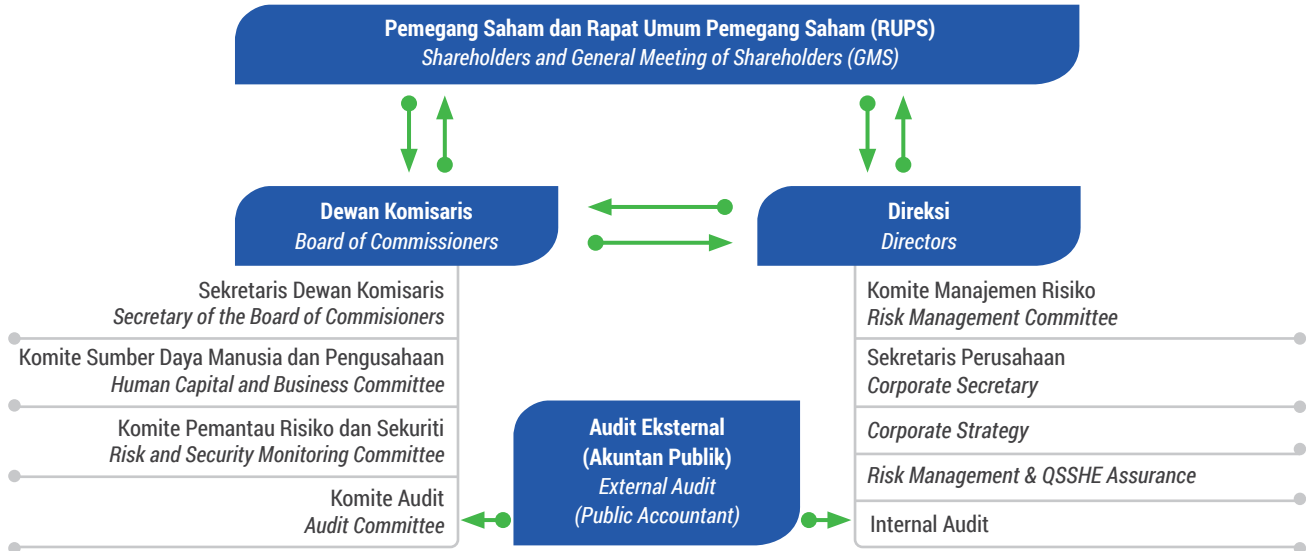 Pemegang Saham dan Rapat Umum Pemegang Saham (RUPS)
Shareholders and General Meeting of Shareholders (GMS)
Dewan Komisaris
Board of Commissioners
Direksi
Directors
Sekretaris Dewan Komisaris
Secretary of the Board of Commisioners
Komite Sumber Daya Manusia dan Pengusahaan
Human Capital and Business Committee
Komite Pemantau Risiko dan Sekuriti
Risk and Security Monitoring Committee
Komite Audit
Audit Committee
Audit Eksternal
(Akuntan Publik)
External Audit
(Public Accountant)
Komite Manajemen Risiko
Risk Management Committee
Sekretaris Perusahaan
Corporate Secretary
Corporate Strategy
Risk Management & QSSHE Assurance
Internal Audit